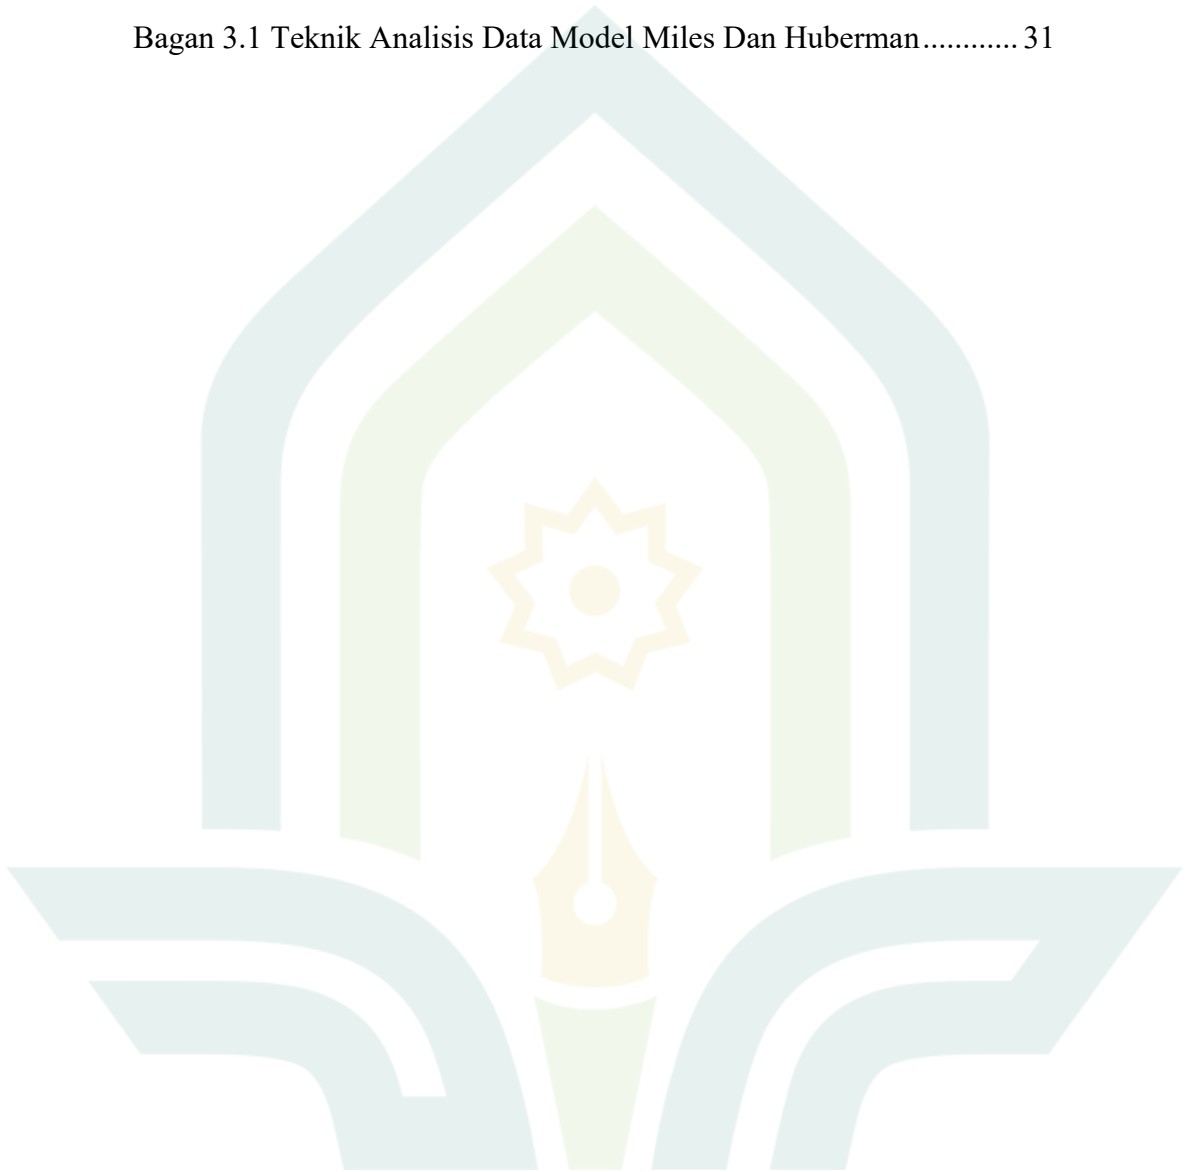 Bagan 3.1 Teknik Analisis Data Model Miles Dan Huberman............ 31